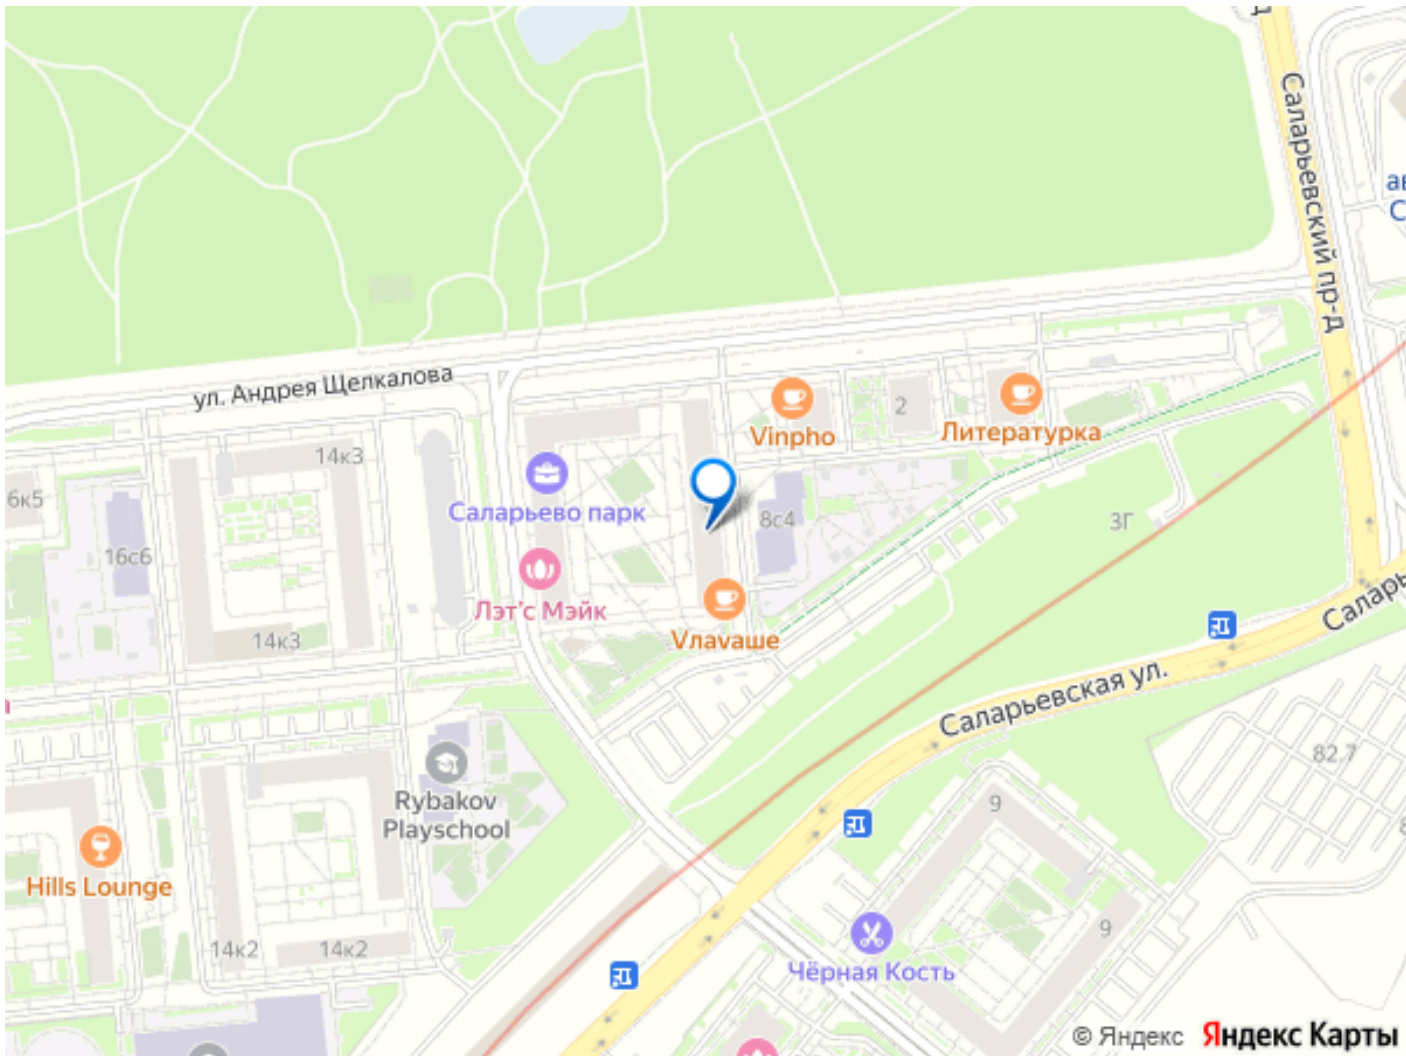 Саларьевский пр-д
ул. Андрея Щелкалова
Vinpho
2
Литературка
14к3
6к5
Саларьево парк
8с4
3Г
16с6
Лэт'с Мэйк
14к3
Vлаvаше
Саларьевская ул.
82.7
Rybakov
Playschool
9
Hills Lounge
14к2
14к2
9
Чёрная Кость
© Яндекс Яндекс Карты